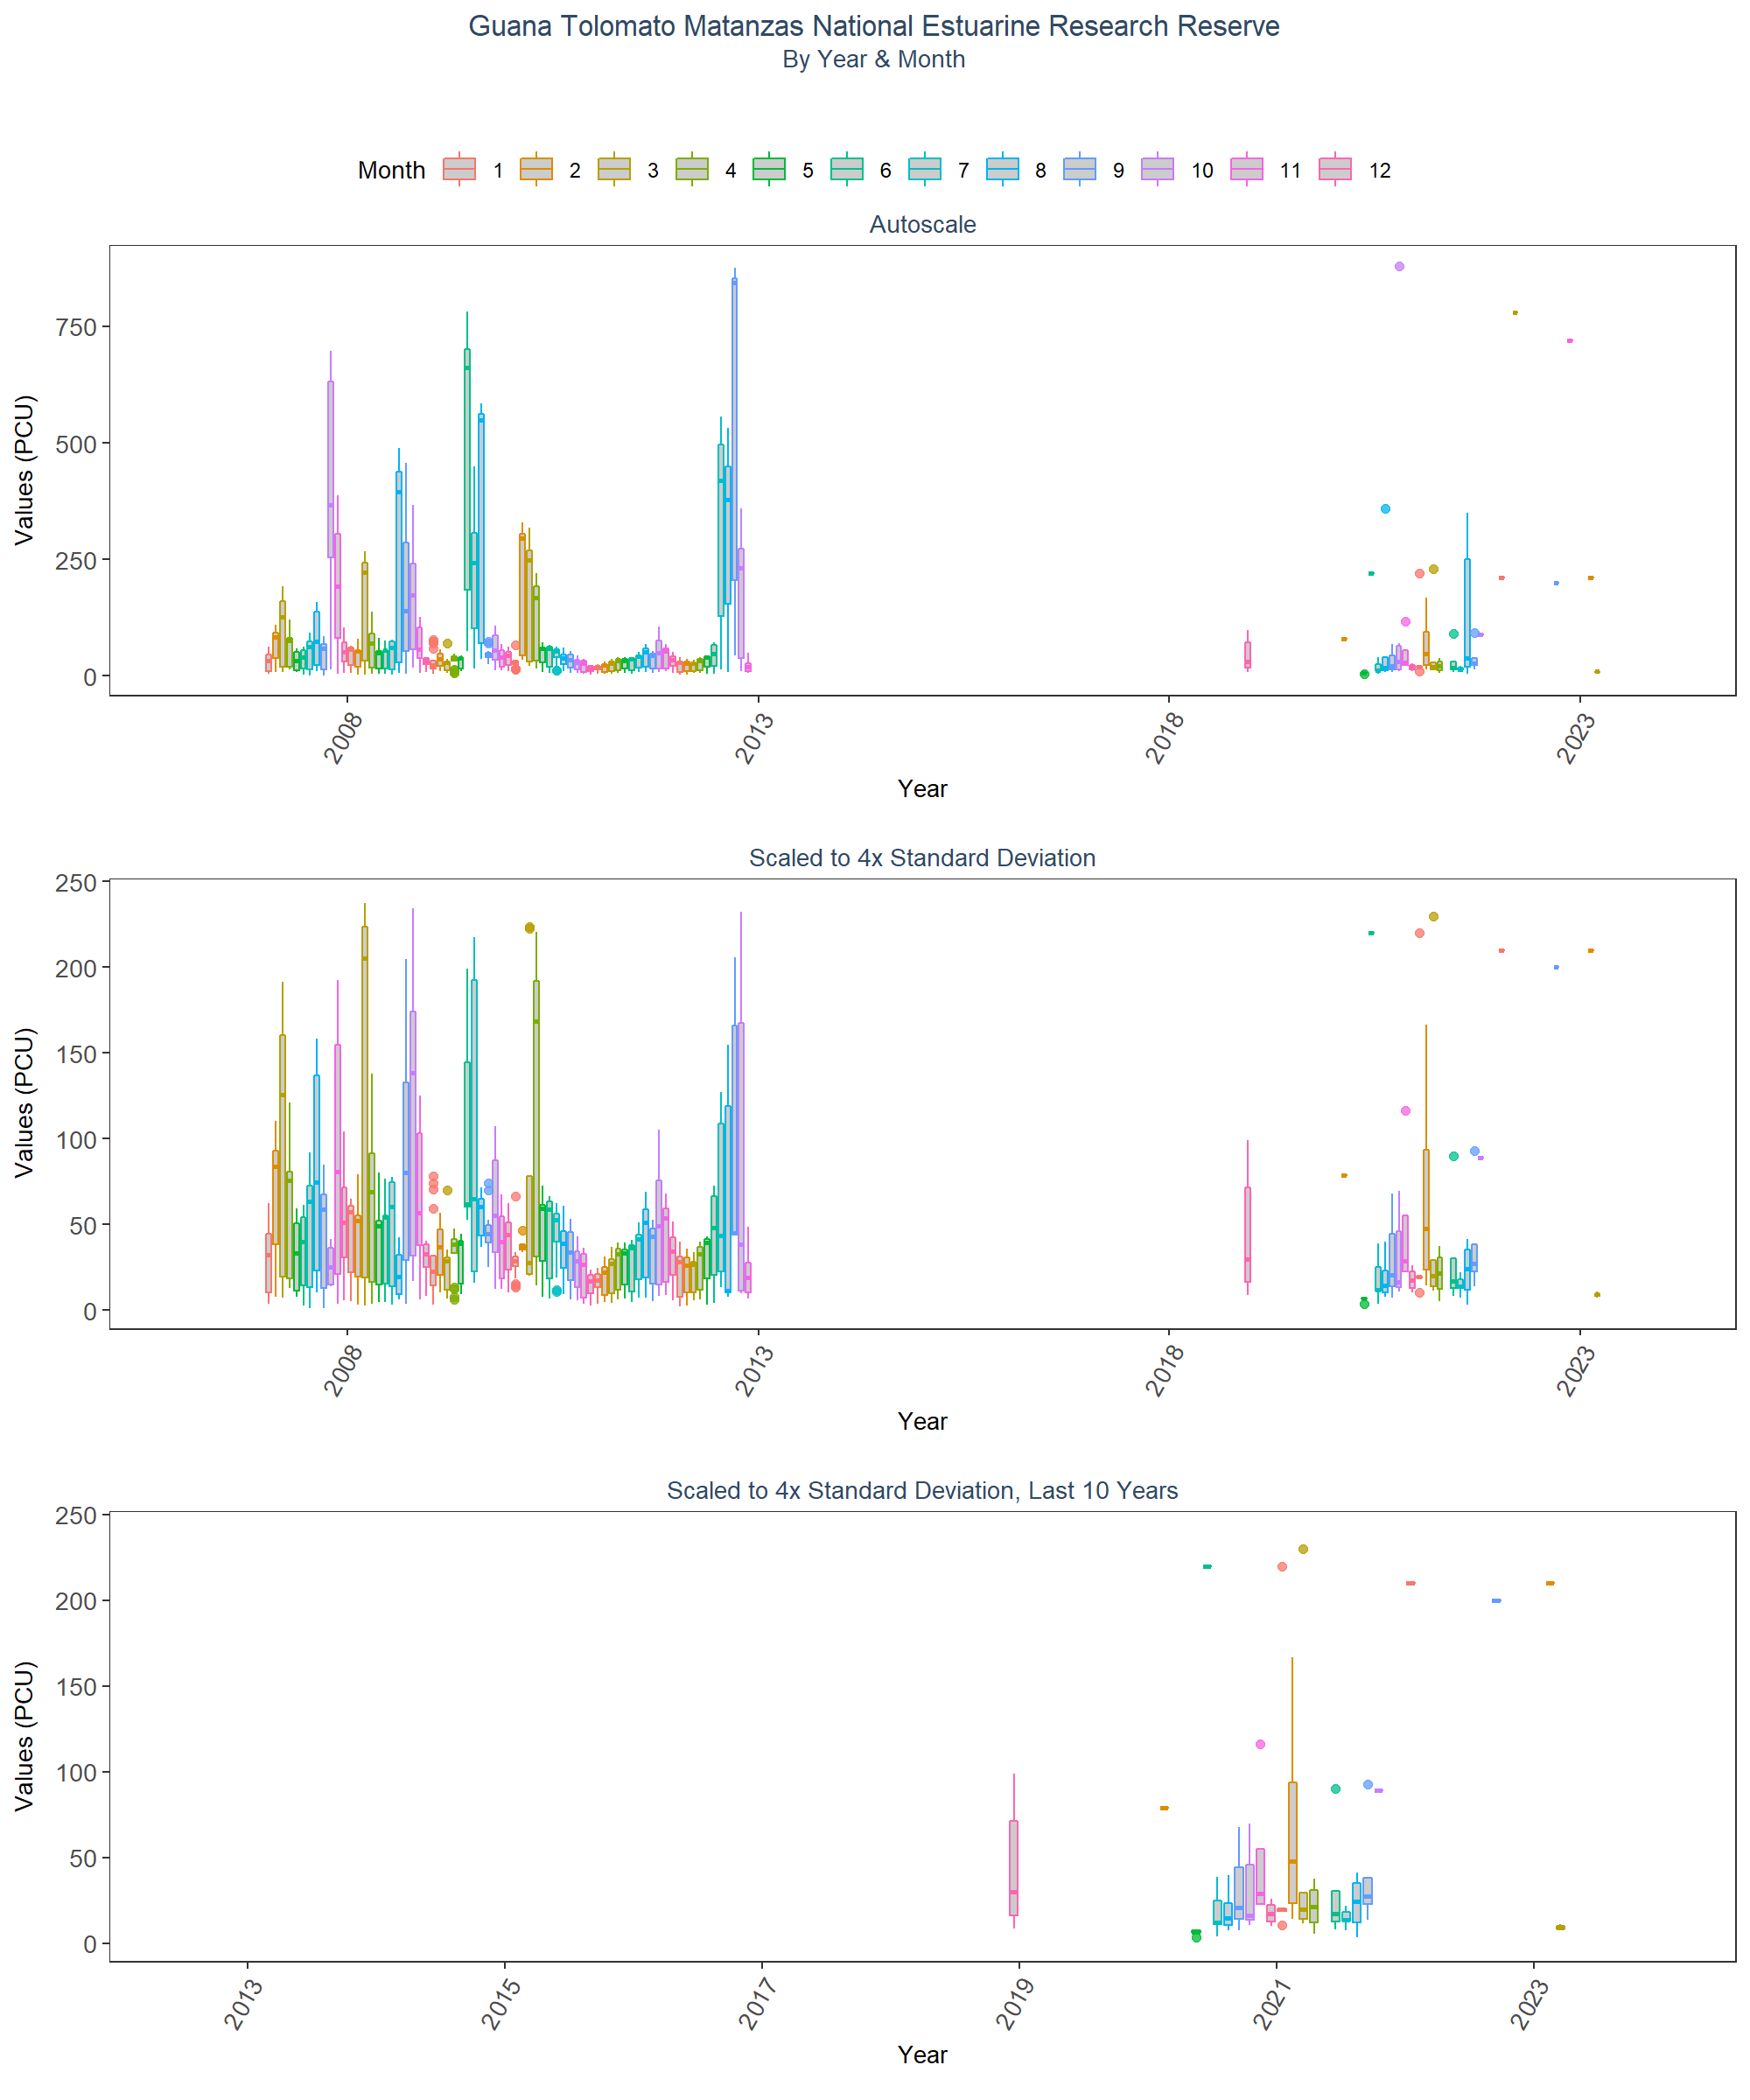 Guana Tolomato Matanzas National Estuarine Research Reserve
By Year & Month
Month 1 2 3 4 5 6 7 8 9 10 11 12
Autoscale
Values (PCU)
750
500
250
0
2008 2013 2018 2023
Year
Scaled to 4x Standard Deviation
Values (PCU)
250
200
150
100
50
0
2008 2013 2018 2023
Year
Scaled to 4x Standard Deviation, Last 10 Years
Values (PCU)
250
200
150
100
50
0
2013 2015 2017 2019 2021 2023
Year